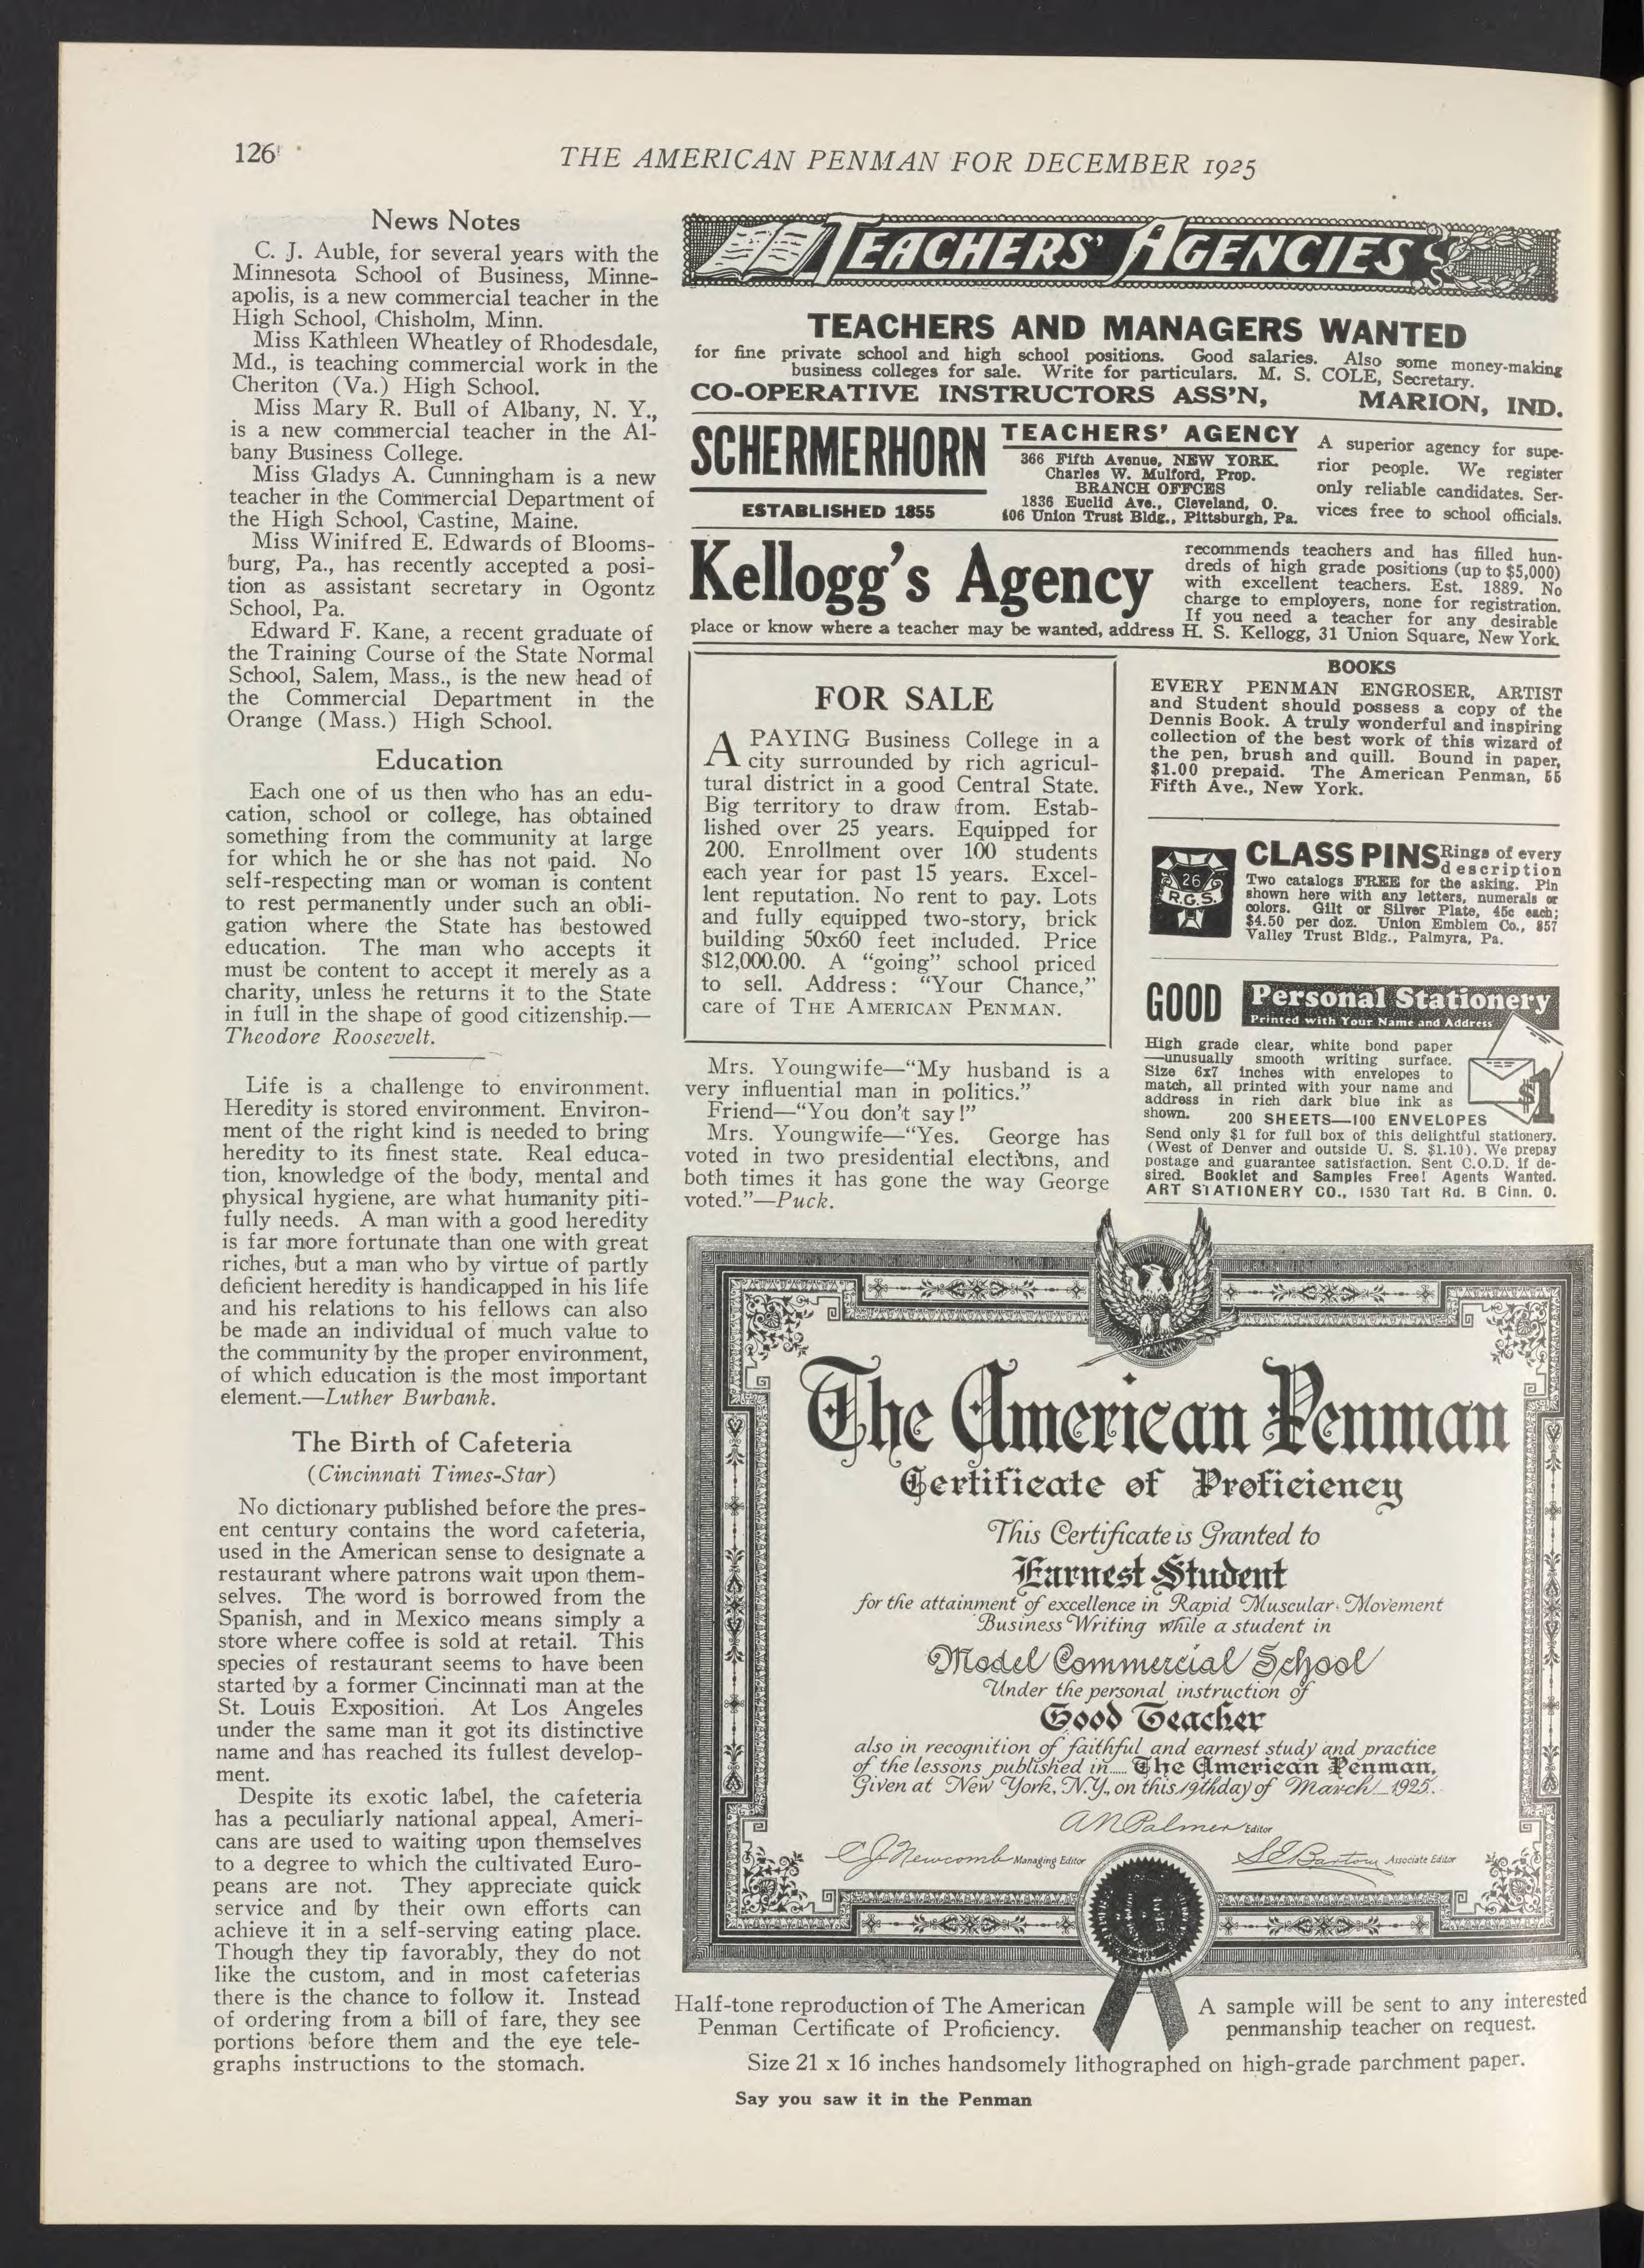 126
THE AMERICAN PENMAN FOR DECEMBER 1925
News Notes
C. J. Auble, for several years with the
Minnesota School of Business, Minne-
apolis, is a new commercial teacher in the
High School, Chisholm, Minn.
Miss Kathleen Wheatley of Rhodesdale,
Md., is teaching commercial work in the
Cheriton (Va.) High School.
Miss Mary R. Bull of Albany, N. Y.,
is a new commercial teacher in the Al-
bany Business College.
Miss Gladys A. Cunningham is a new
teacher in the Commercial Department of
the High School, Castine, Maine.
Miss Winifred E. Edwards of Blooms-
burg, Pa., has recently accepted a posi-
tion as assistant secretary in Ogontz
School, Pa.
Edward F. Kane, a recent graduate of
the Training Course of the State Normal
School, Salem, Mass., is the new head of
the Commercial Department in the
Orange (Mass.) High School.
Education
Each one of us then who has an edu-
cation, school or college, has obtained
something from the community at large
for which he or she has not paid. No
self-respecting man or woman is content
to rest permanently under such an obli-
gation where the State has bestowed
education. The man who accepts it
must be content to accept it merely as a
charity, unless he returns it to the State
in full in the shape of good citizenship.—
Theodore Roosevelt.
Life is a challenge to environment.
Heredity is stored environment. Environ-
ment of the right kind is needed to bring
heredity to its finest state. Real educa-
tion, knowledge of the body, mental and
physical hygiene, are what humanity piti-
fully needs. A man with a good heredity
is far more fortunate than one with great
riches, but a man who by virtue of partly
deficient heredity is handicapped in his life
and his relations to his fellows can also
be made an individual of much value to
the community by the proper environment,
of which education is the most important
element.—Luther Burbank.
The Birth of Cafeteria
(Cincinnati Times-Star)
No dictionary published before the pres-
ent century contains the word cafeteria,
used in the American sense to designate a
restaurant where patrons wait upon them-
selves. The word is borrowed from the
Spanish, and in Mexico means simply a
store where coffee is sold at retail. This
species of restaurant seems to have been
started by a former Cincinnati man at the
St. Louis Exposition. At Los Angeles
under the same man it got its distinctive
name and has reached its fullest develop-
ment.
Despite its exotic label, the cafeteria
has a peculiarly national appeal, Ameri-
cans are used to waiting upon themselves
to a degree to which the cultivated Euro-
peans are not. They appreciate quick
service and by their own efforts can
achieve it in a self-serving eating place.
Though they tip favorably, they do not
like the custom, and in most cafeterias
there is the chance to follow it. Instead
of ordering from a bill of fare, they see
portions before them and the eye tele-
graphs instructions to the stomach.
TEACHERS' AGENCIES
TEACHERS AND MANAGERS WANTED
for fine private school and high school positions. Good salaries. Also some money-making
business colleges for sale. Write for particulars. M. S. COLE, Secretary.
CO-OPERATIVE INSTRUCTORS ASS'N, MARION, IND.
SCHERMERHORN
ESTABLISHED 1855
TEACHERS' AGENCY
366 Fifth Avenue, NEW YORK.
Charles W. Mulford, Prop.
BRANCH OFFCES
1836 Euclid Ave., Cleveland, O.
406 Union Trust Bldg., Pittsburgh, Pa.
A superior agency for supe-
rior people. We register
only reliable candidates. Ser-
vices free to school officials.
Kellogg's Agency
recommends teachers and has filled hun-
dreds of high grade positions (up to $5,000)
with excellent teachers. Est. 1889. No
charge to employers, none for registration.
If you need a teacher for any desirable
place or know where a teacher may be wanted, address H. S. Kellogg, 31 Union Square, New York.
FOR SALE
A PAYING Business College in a
city surrounded by rich agricul-
tural district in a good Central State.
Big territory to draw from. Estab-
lished over 25 years. Equipped for
200. Enrollment over 100 students
each year for past 15 years. Excel-
lent reputation. No rent to pay. Lots
and fully equipped two-story, brick
building 50x60 feet included. Price
$12,000.00. A "going" school priced
to sell. Address: "Your Chance,"
care of THE AMERICAN PENMAN.
Mrs. Youngwife—"My husband is a
very influential man in politics."
Friend—"You don't say!"
Mrs. Youngwife—"Yes. George has
voted in two presidential elections, and
both times it has gone the way George
voted."—Puck.
BOOKS
EVERY PENMAN ENGROSER, ARTIST
and Student should possess a copy of the
Dennis Book. A truly wonderful and inspiring
collection of the best work of this wizard of
the pen, brush and quill. Bound in paper,
$1.00 prepaid. The American Penman, 55
Fifth Ave., New York.
26
R.G.S.
CLASS PINS Rings of every
description
Two catalogs FREE for the asking. Pin
shown here with any letters, numerals or
colors. Gilt or Silver Plate, 45c each;
$4.50 per doz. Union Emblem Co., 857
Valley Trust Bldg., Palmyra, Pa.
GOOD Personal Stationery
Printed with Your Name and Address
High grade clear, white bond paper
—unusually smooth writing surface.
Size 6x7 inches with envelopes to
match, all printed with your name and
address in rich dark blue ink as
shown. 200 SHEETS—100 ENVELOPES
$1
Send only $1 for full box of this delightful stationery.
(West of Denver and outside U. S. $1.10). We prepay
postage and guarantee satisfaction. Sent C.O.D. if de-
sired. Booklet and Samples Free! Agents Wanted.
ART STATIONERY CO., 1530 Tait Rd. B Cinn. O.
The American Penman
Certificate of Proficiency
This Certificate is Granted to
Earnest Student
for the attainment of excellence in Rapid Muscular Movement
Business Writing while a student in
Model Commercial School
Under the personal instruction of
Good Teacher
also in recognition of faithful and earnest study and practice
of the lessons published in..... The American Penman.
Given at New York, N.Y., on this 19th day of March 1925.
A N Palmer Editor
C J Newcomb Managing Editor
S E Bartow Associate Editor
Half-tone reproduction of The American
Penman Certificate of Proficiency.
A sample will be sent to any interested
penmanship teacher on request.
Size 21 x 16 inches handsomely lithographed on high-grade parchment paper.
Say you saw it in the Penman